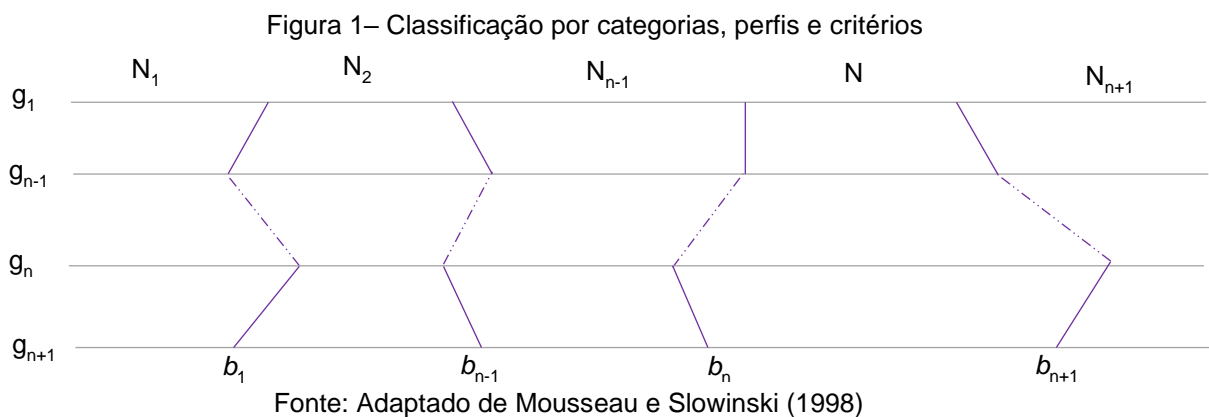 Figura 1– Classificação por categorias, perfis e critérios
N₁ N₂ Nₙ₋₁ N Nₙ₊₁
g₁
gₙ₋₁
gₙ
gₙ₊₁
b₁ bₙ₋₁ bₙ bₙ₊₁
Fonte: Adaptado de Mousseau e Slowinski (1998)